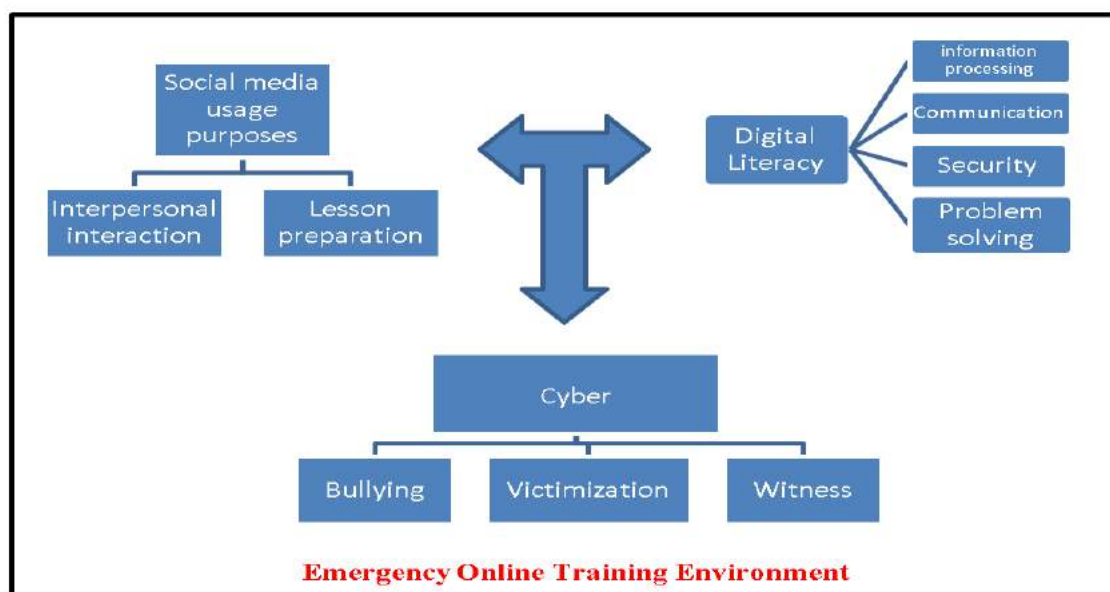 Social media
usage
purposes
Interpersonal
interaction
Lesson
preparation
Digital
Literacy
information
processing
Communication
Security
Problem
solving
Cyber
Bullying
Victimization
Witness
Emergency Online Training Environment